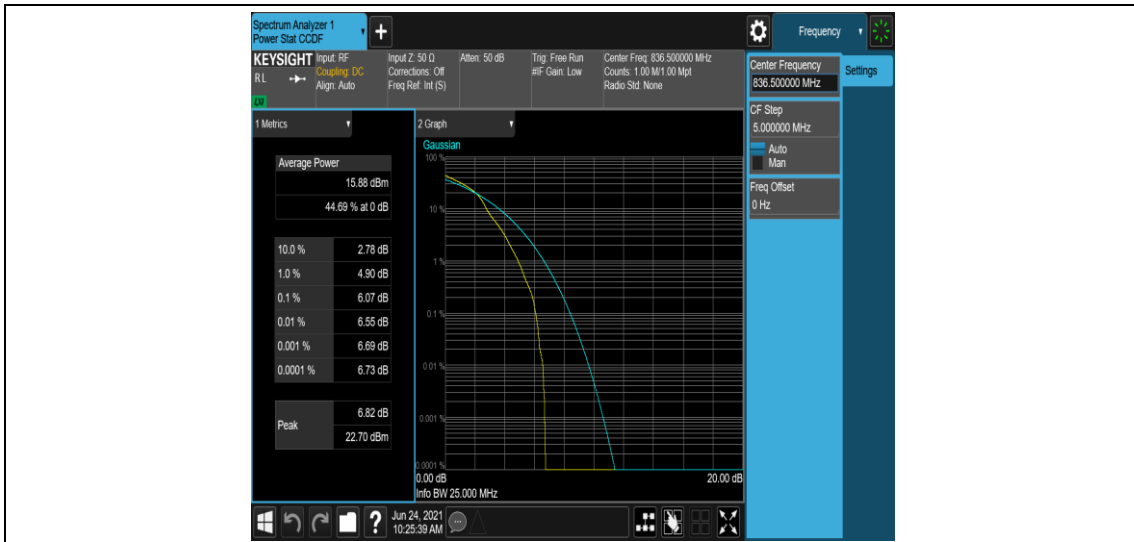 Spectrum Analyzer 1
Power Stat CCDF
Frequency
KEYSIGHT
RL
Input: RF
Coupling: DC
Align: Auto
Input Z: 50 Ω
Corrections: Off
Freq Ref: Int (S)
Atten: 50 dB
Trig: Free Run
#IF Gain: Low
Center Freq: 836.500000 MHz
Counts: 1.00 M/1.00 Mpt
Radio Std: None
Center Frequency
836.500000 MHz
Settings
CF Step
5.000000 MHz
Auto
Man
Freq Offset
0 Hz
1 Metrics
Average Power
15.88 dBm
44.69 % at 0 dB
10.0 % 2.78 dB
1.0 % 4.90 dB
0.1 % 6.07 dB
0.01 % 6.55 dB
0.001 % 6.69 dB
0.0001 % 6.73 dB
Peak
6.82 dB
22.70 dBm
2 Graph
Gaussian
100 %
10 %
1 %
0.1 %
0.01 %
0.001 %
0.0001 %
0.00 dB
20.00 dB
Info BW 25.000 MHz
Jun 24, 2021
10:25:39 AM